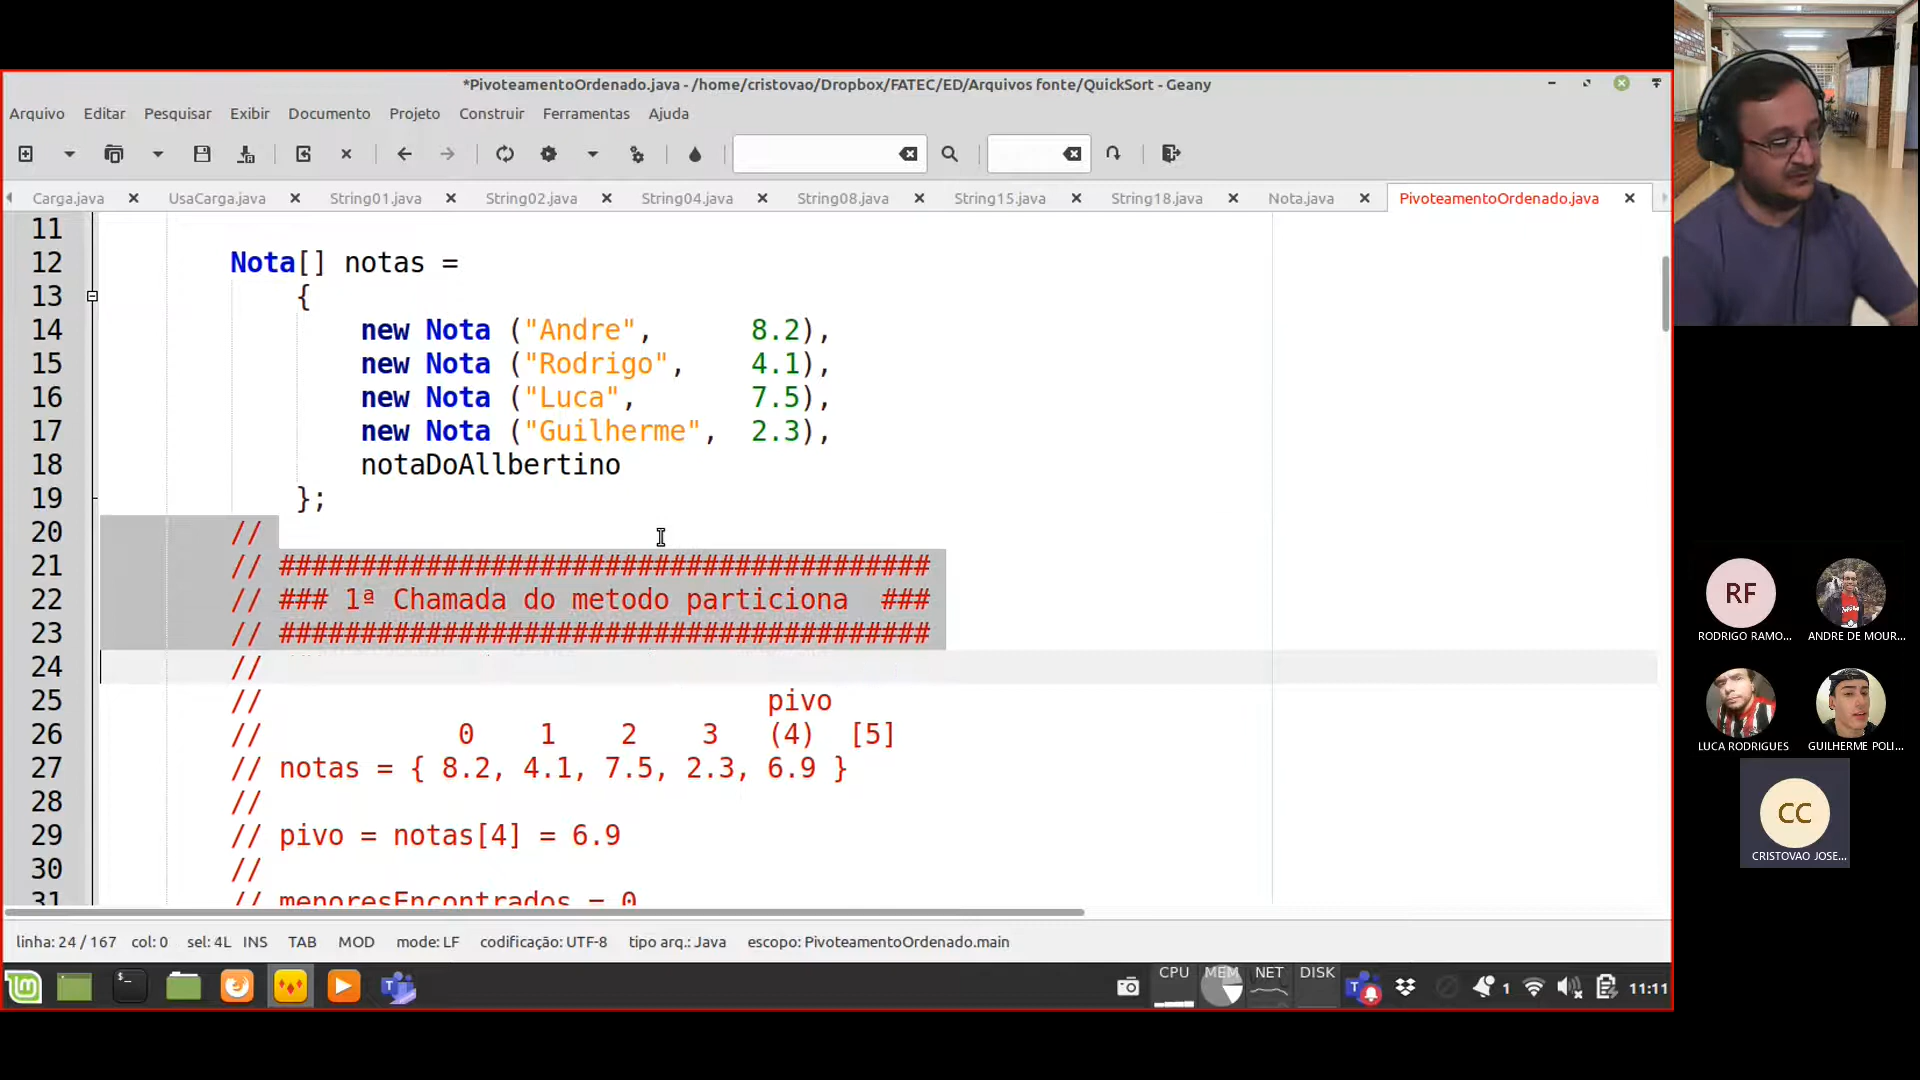 *PivoteamentoOrdenado.java - /home/cristovao/Dropbox/FATEC/ED/Arquivos fonte/QuickSort - Geany
Arquivo Editar Pesquisar Exibir Documento Projeto Construir Ferramentas Ajuda
Carga.java UsaCarga.java String01.java String02.java String04.java String08.java String15.java String18.java Nota.java PivoteamentoOrdenado.java
11
12 Nota[] notas =
13 {
14 new Nota ("Andre", 8.2),
15 new Nota ("Rodrigo", 4.1),
16 new Nota ("Luca", 7.5),
17 new Nota ("Guilherme", 2.3),
18 notaDoAllbertino
19 };
20 //
21 // ########################################
22 // ### 1ª Chamada do metodo particiona ###
23 // ########################################
24 //
25 // pivo
26 // 0 1 2 3 (4) [5]
27 // notas = { 8.2, 4.1, 7.5, 2.3, 6.9 }
28 //
29 // pivo = notas[4] = 6.9
30 //
31 // menoresEncontrados = 0
linha: 24 / 167 col: 0 sel: 4L INS TAB MOD mode: LF codificação: UTF-8 tipo arq.: Java escopo: PivoteamentoOrdenado.main
CPU MEM NET DISK
1 11:11
RF
RODRIGO RAMO... ANDRE DE MOUR...
LUCA RODRIGUES GUILHERME POLI...
CC
CRISTOVAO JOSE...